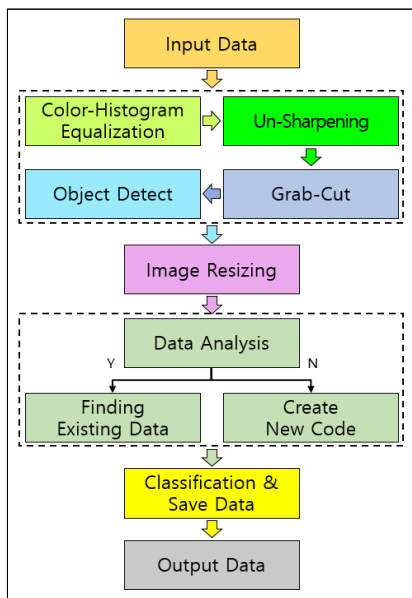 Input Data
Color-Histogram
Equalization
Un-Sharpening
Object Detect
Grab-Cut
Image Resizing
Data Analysis
Y
N
Finding
Existing Data
Create
New Code
Classification &
Save Data
Output Data